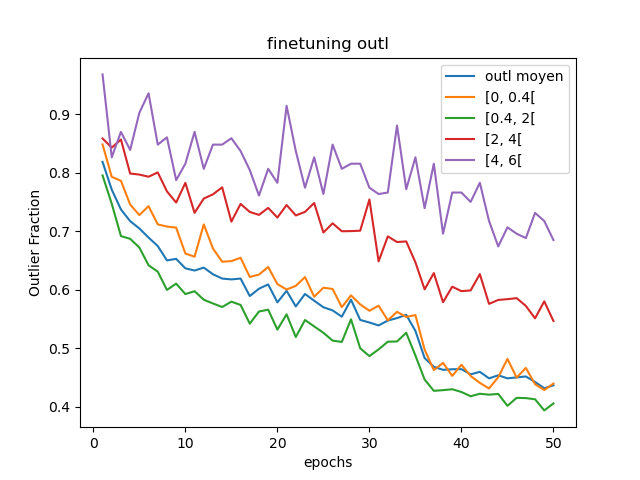 finetuning outl
outl moyen
[0, 0.4[
[0.4, 2[
[2, 4[
[4, 6[
Outlier Fraction
0.9
0.8
0.7
0.6
0.5
0.4
0 10 20 30 40 50
epochs